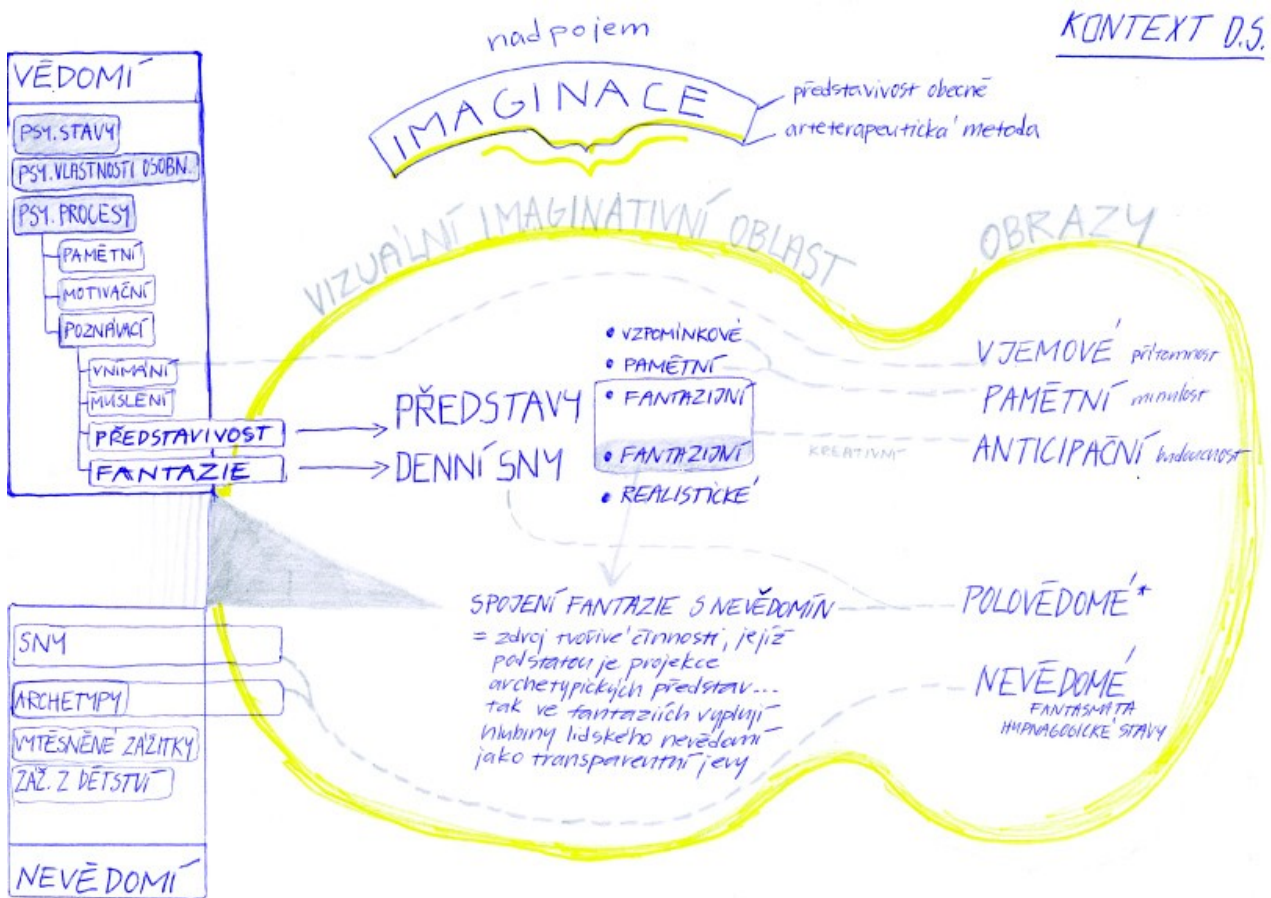 KONTEXT D.S.
nadpojem
IMAGINACE
představivost obecně
arteterapeutická metoda
VĚDOMÍ
PSY. STAVY
PSY. VLASTNOSTI OSOBN.
PSY. PROCESY
PAMĚTNÍ
MOTIVAČNÍ
POZNÁVACÍ
VNÍMÁNÍ
MYŠLENÍ
PŘEDSTAVIVOST
FANTAZIE
VIZUÁLNÍ IMAGINATIVNÍ OBLAST
OBRAZY
PŘEDSTAVY
DENNÍ SNY
• VZPOMÍNKOVÉ
• PAMĚTNÍ
• FANTAZIJNÍ
• FANTAZIJNÍ
• REALISTICKÉ
KREATIVNÍ
VJEMOVÉ přítomnost
PAMĚTNÍ minulost
ANTICIPAČNÍ budoucnost
SPOJENÍ FANTAZIE S NEVĚDOMÍN
= zdroj tvořivé činnosti, jejíž
podstatou je projekce
archetypických představ...
tak ve fantaziích vyplují
hlubiny lidského nevědomí
jako transparentní jevy
POLOVĚDOMÉ*
NEVĚDOMÉ
FANTASMATA
HYPNAGOGICKÉ STAVY
SNY
ARCHETYPY
VYTĚSNĚNÉ ZÁŽITKY
ZÁŽ. Z DĚTSTVÍ
NEVĚDOMÍ